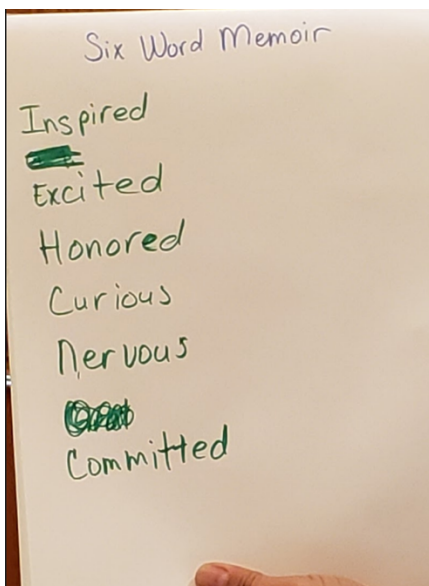 Six Word Memoir
Inspired
Excited
Honored
Curious
nervous
Committed